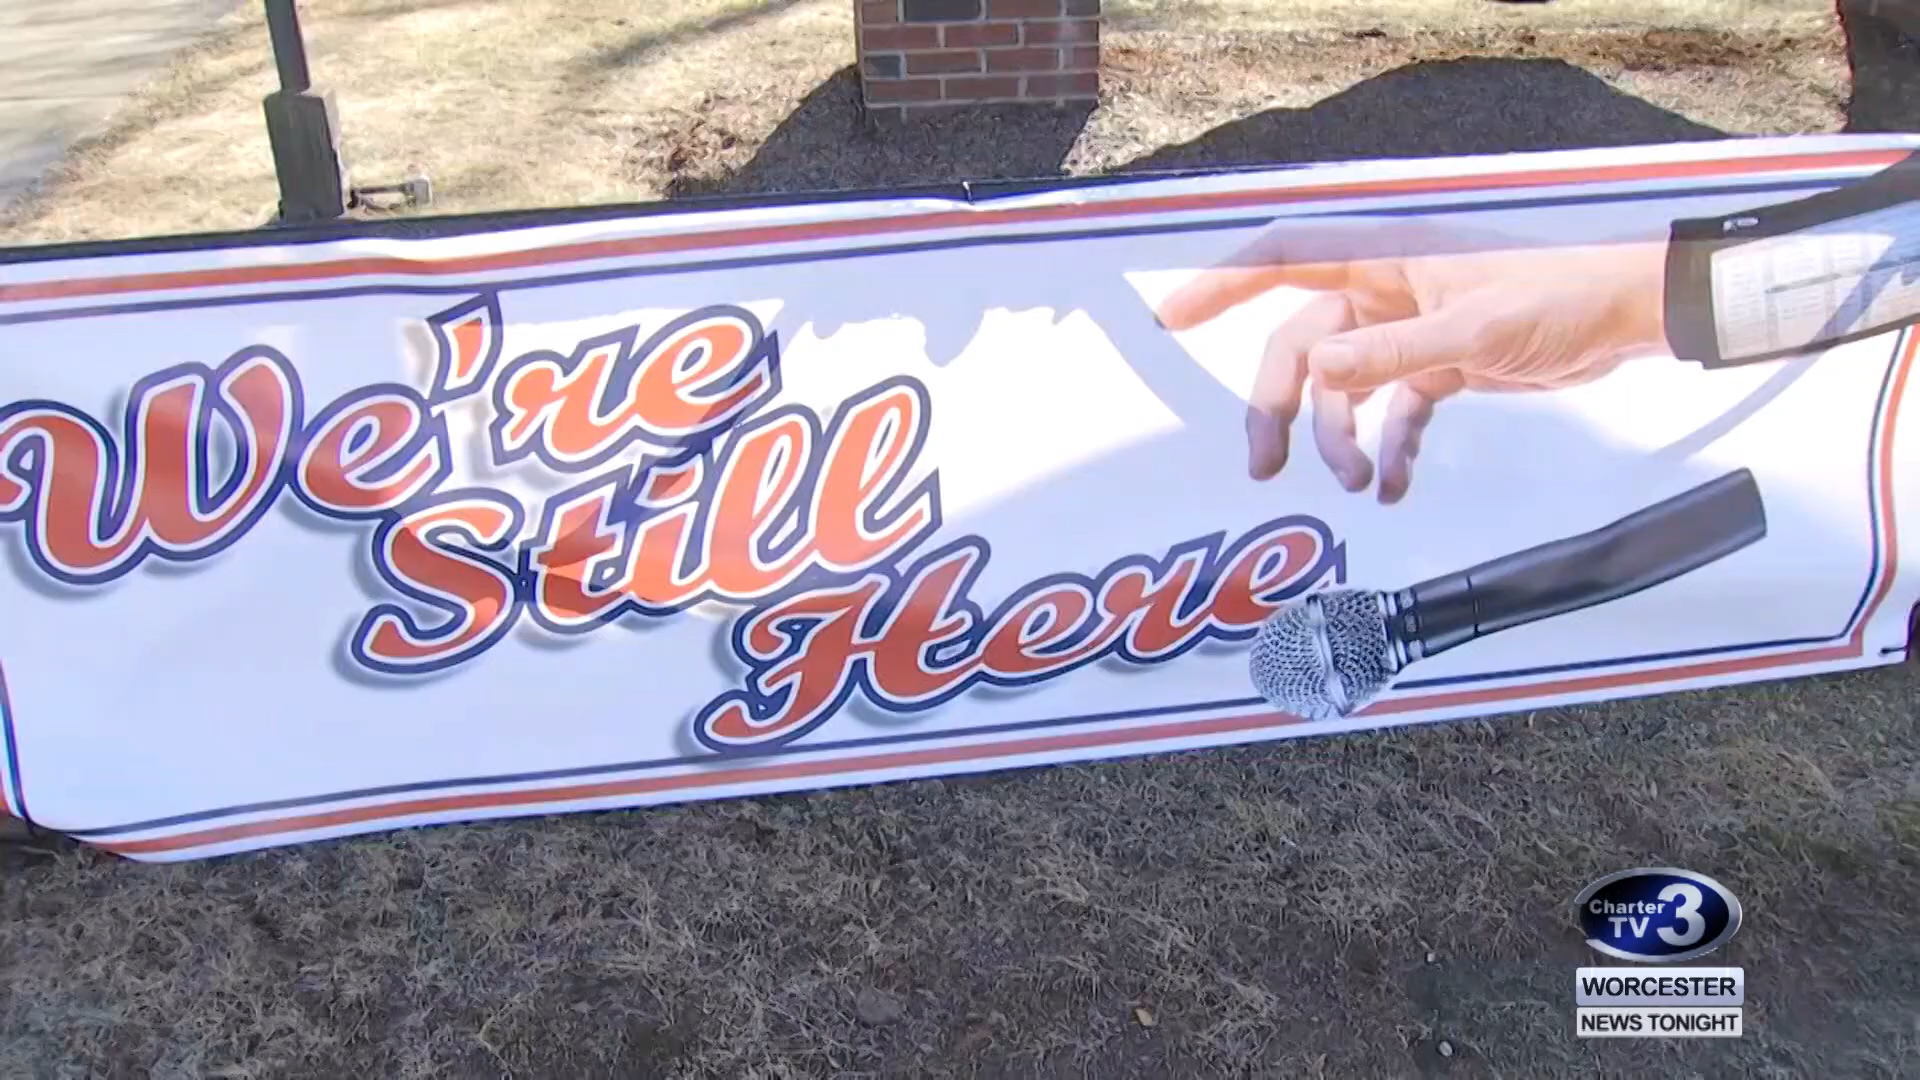 We're
Still
Here
Charter
TV 3
WORCESTER
NEWS TONIGHT